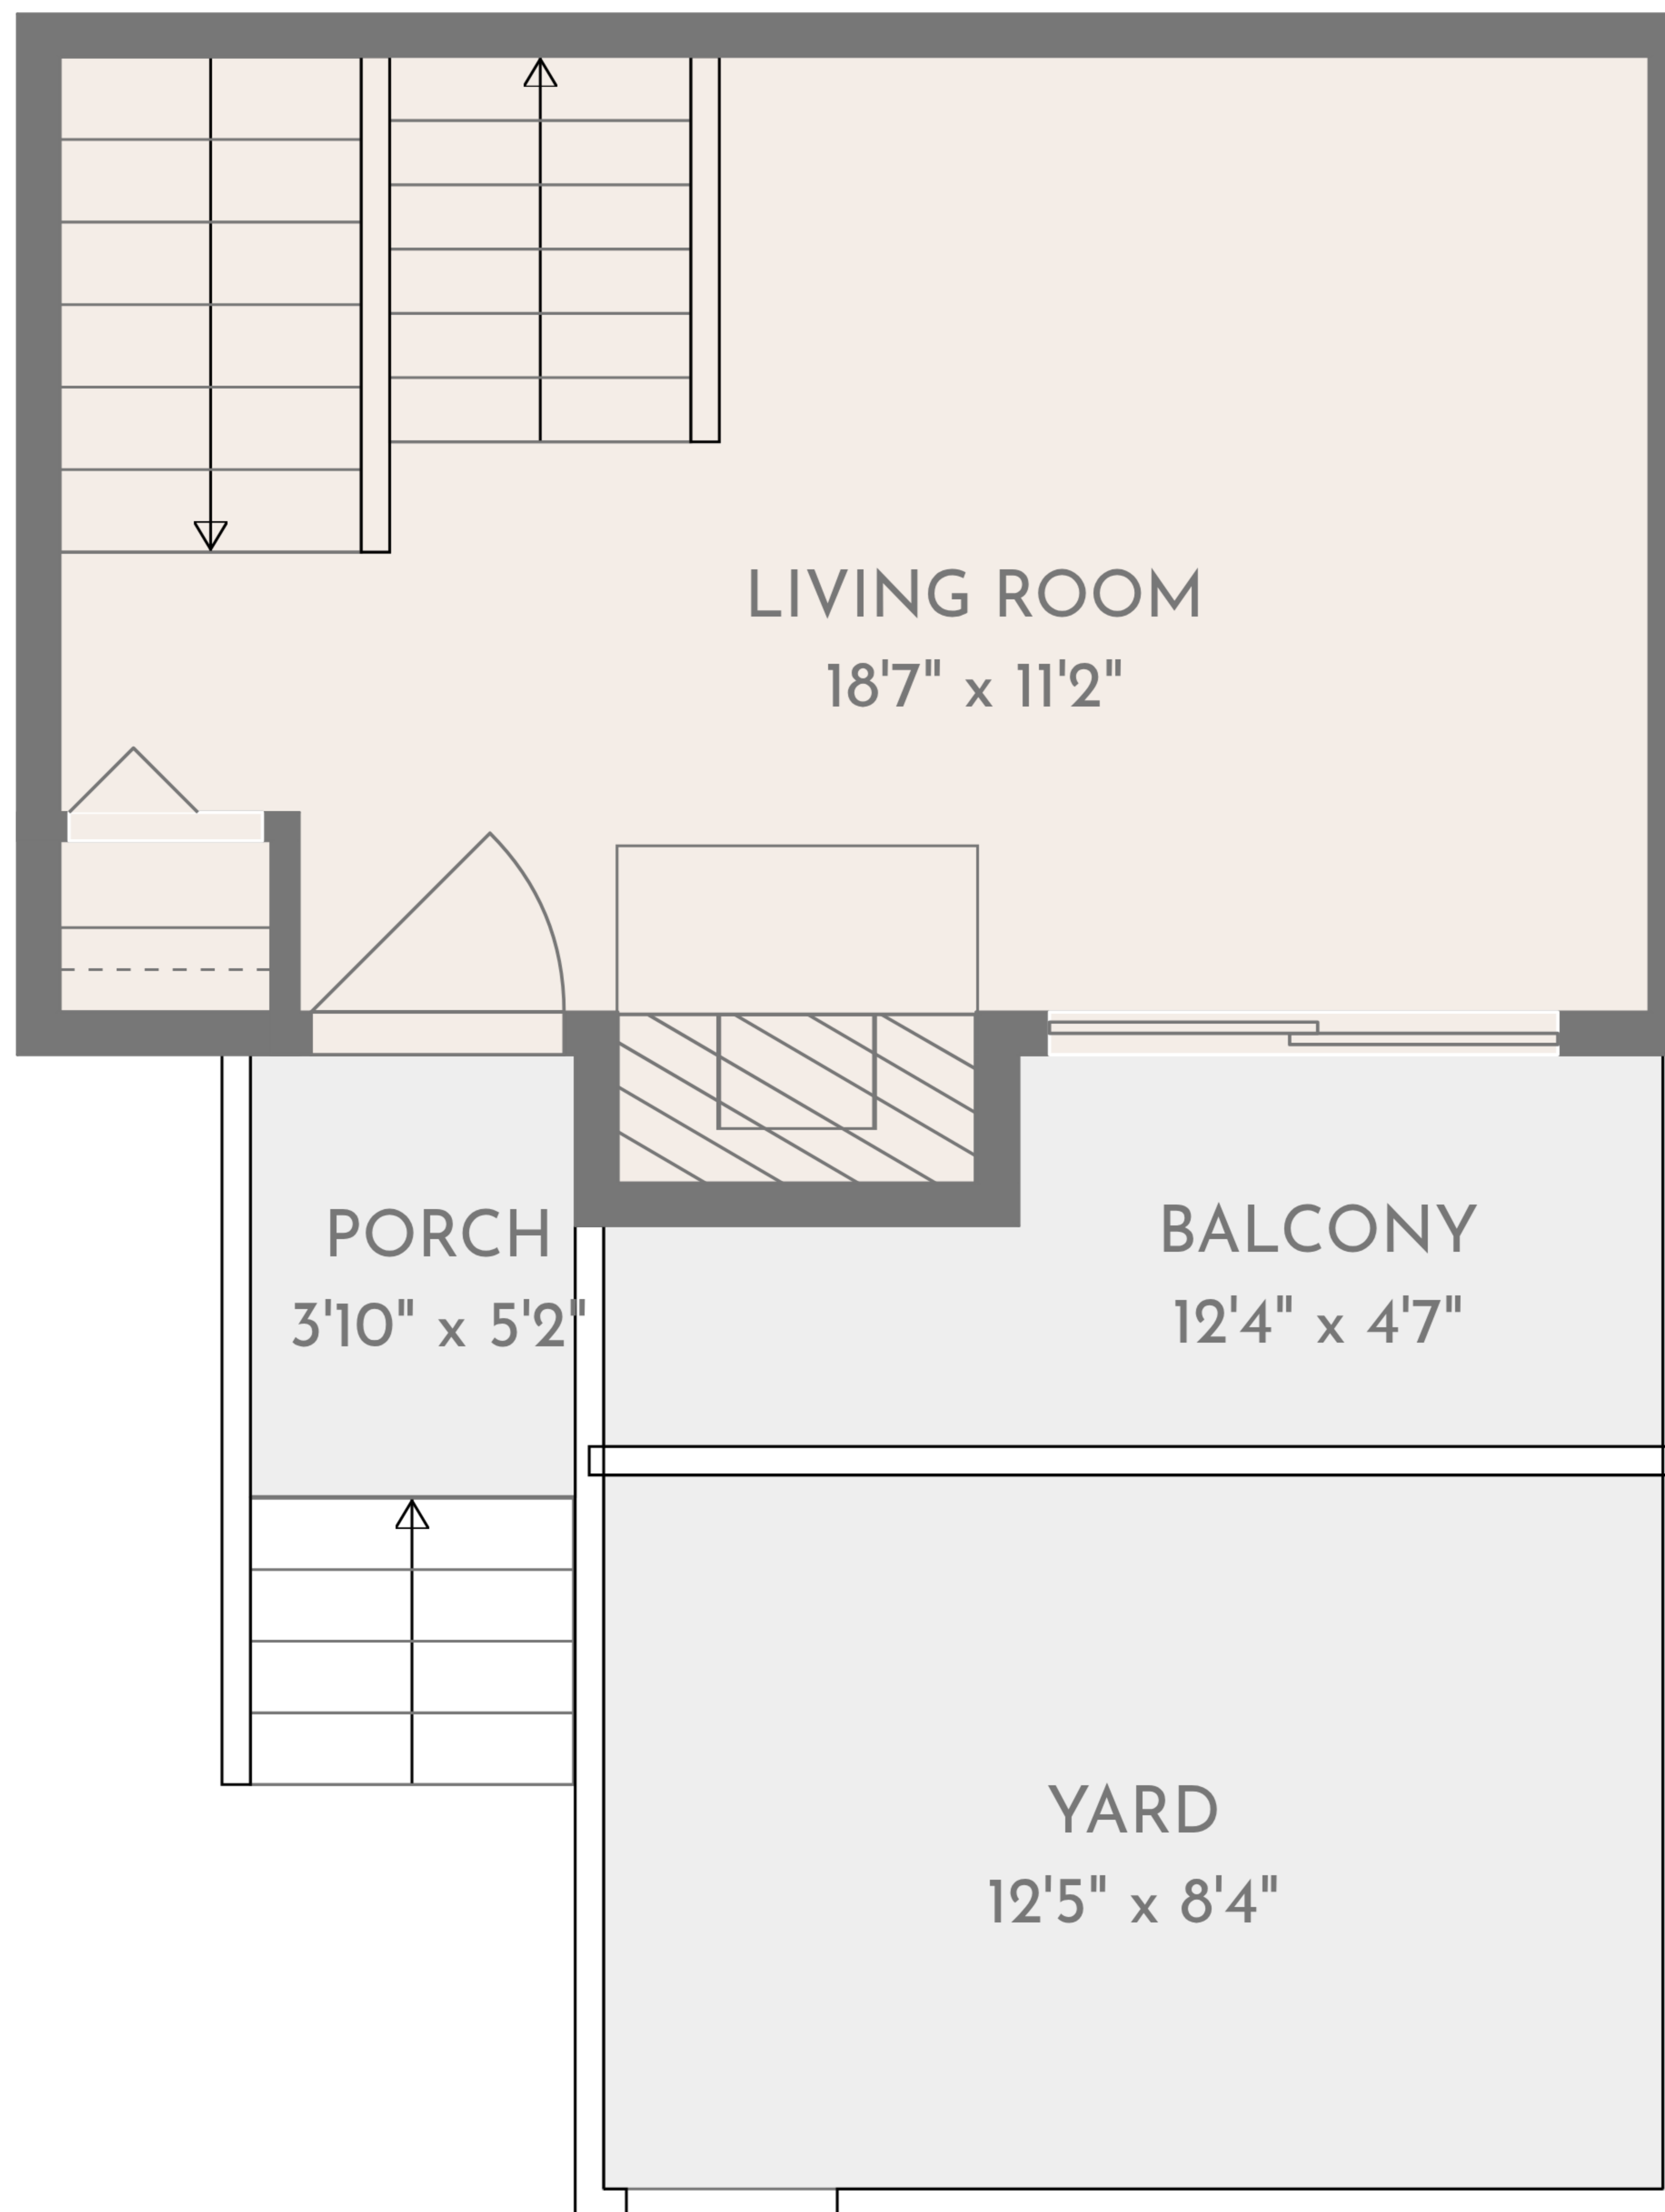 LIVING ROOM
18'7" x 11'2"
PORCH
3'10" x 5'2"
BALCONY
12'4" x 4'7"
YARD
12'5" x 8'4"